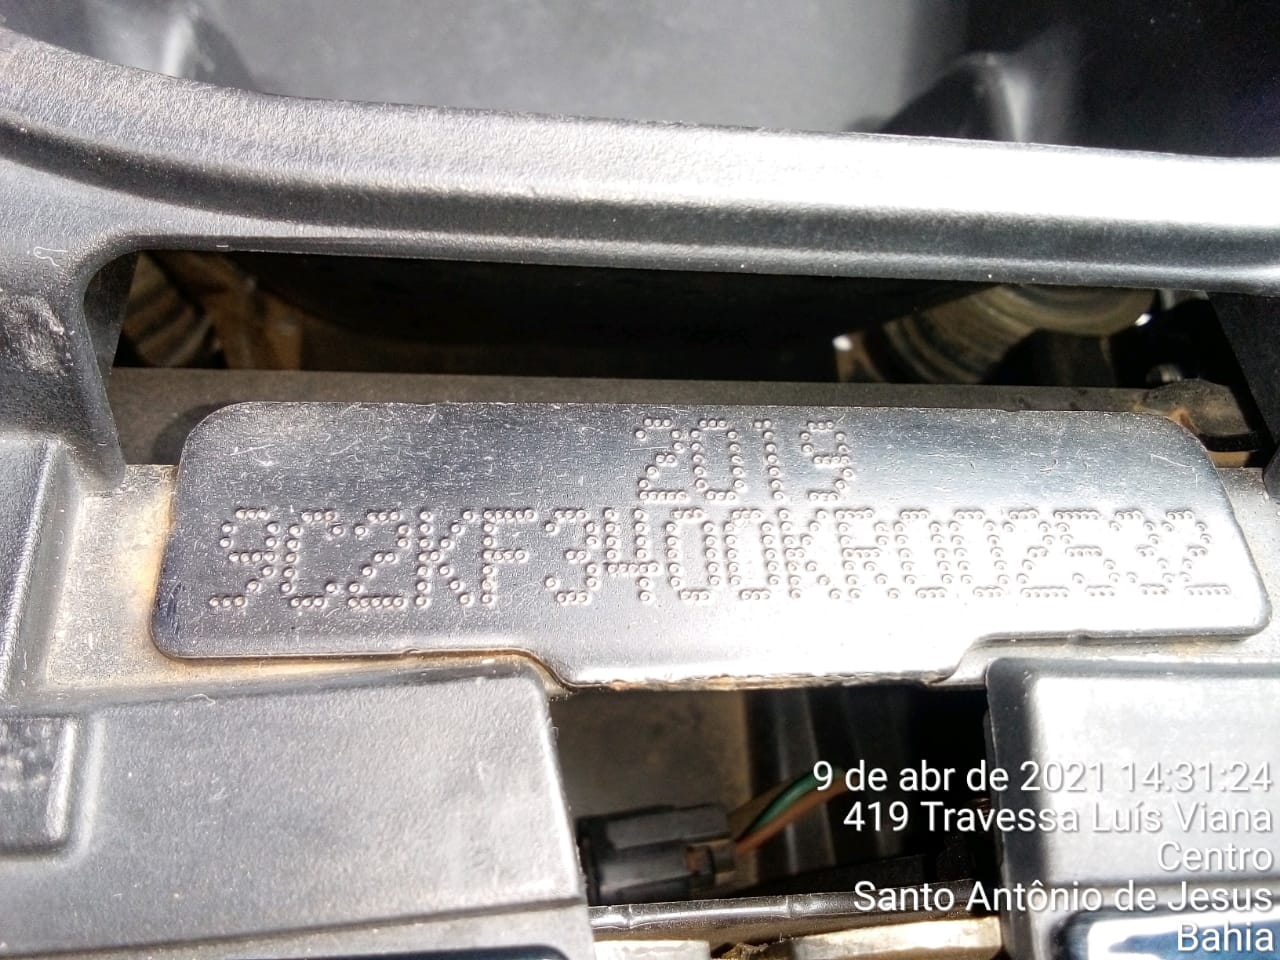 2019
9C2KF3400KR002532
9 de abr de 2021 14:31:24
419 Travessa Luís Viana
Centro
Santo Antônio de Jesus
Bahia